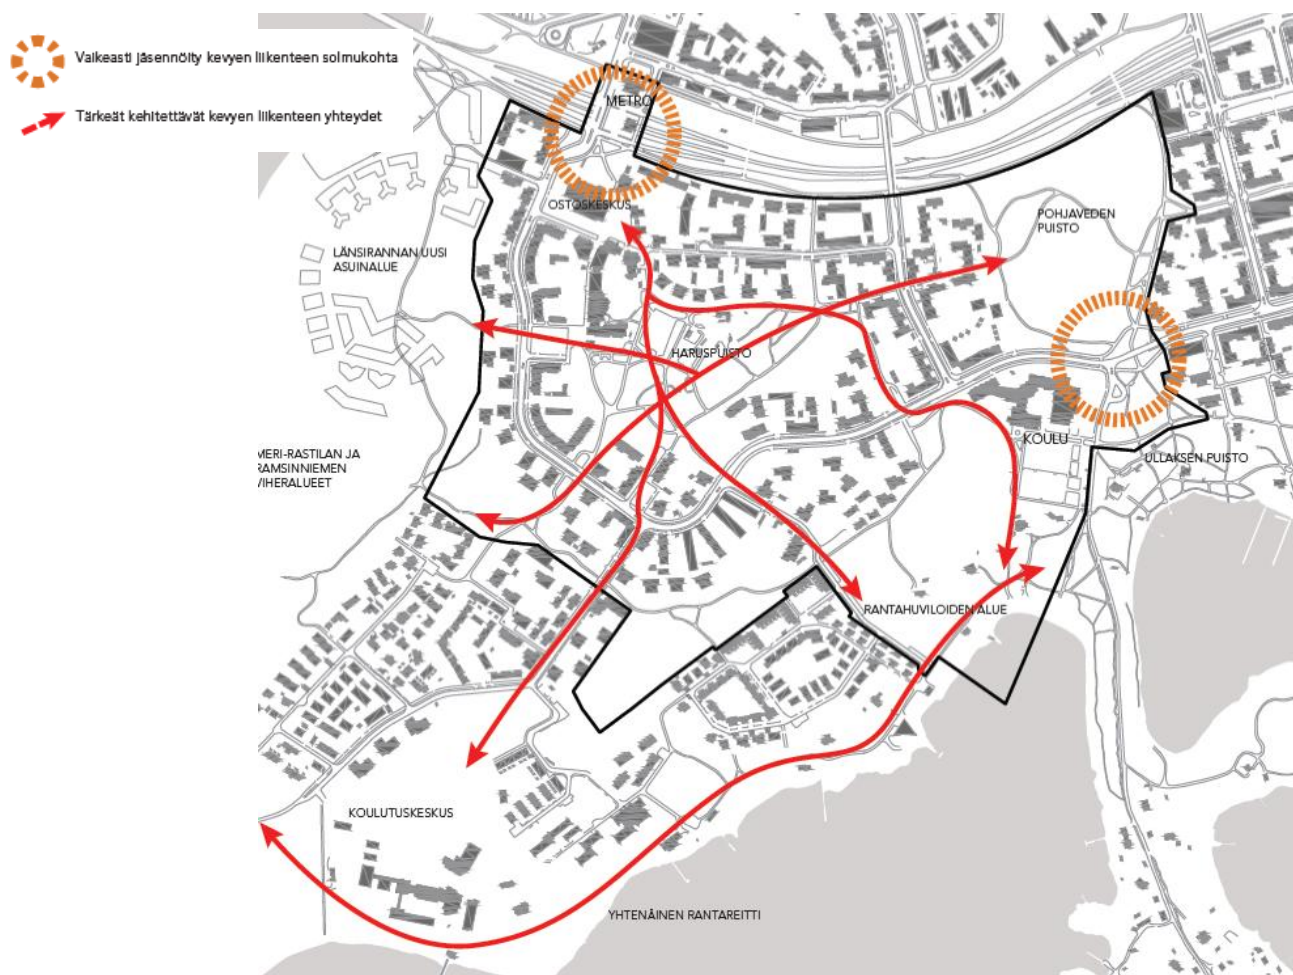 Vaikeasti jäsennöity kevyen liikenteen solmukohta
Tärkeät kehitettävät kevyen liikenteen yhteydet
METRO
OSTOSKESKUS
POHJAVEDEN
PUISTO
LÄNSIRANNAN UUSI
ASUINALUE
HARUSPUISTO
KOULU
ULLAKSEN PUISTO
MERI-RASTILAN JA
RAMSINNIEMEN
VIHERALUEET
RANTAHUVILOIDEN ALUE
KOULUTUSKESKUS
YHTENÄINEN RANTAREITTI